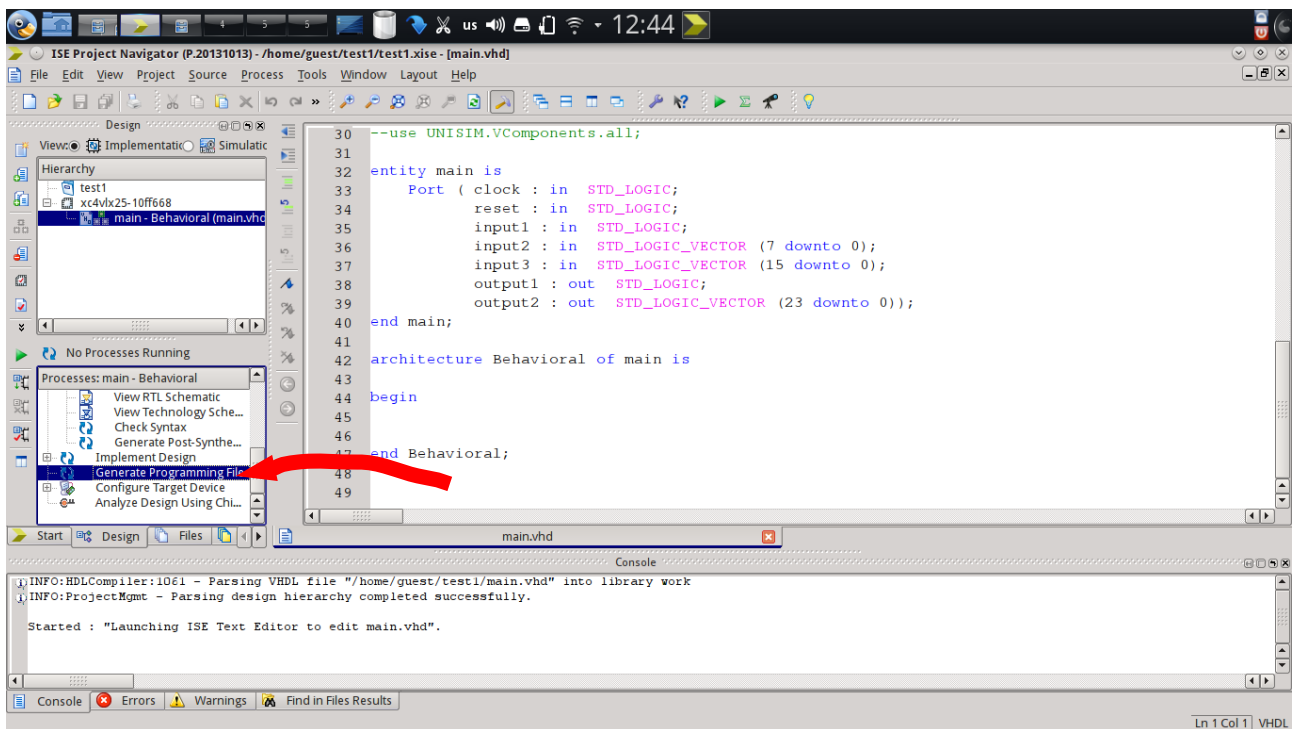 4 5 5 us 12:44
ISE Project Navigator (P.20131013) - /home/guest/test1/test1.xise - [main.vhd]
File Edit View Project Source Process Tools Window Layout Help
Design
View: Implementatic Simulatic
Hierarchy
test1
xc4vlx25-10ff668
main - Behavioral (main.vhd
No Processes Running
Processes: main - Behavioral
View RTL Schematic
View Technology Sche...
Check Syntax
Generate Post-Synthe...
Implement Design
Generate Programming File
Configure Target Device
Analyze Design Using Chi...
Start Design Files
30 --use UNISIM.VComponents.all;
31
32 entity main is
33 Port ( clock : in STD_LOGIC;
34 reset : in STD_LOGIC;
35 input1 : in STD_LOGIC;
36 input2 : in STD_LOGIC_VECTOR (7 downto 0);
37 input3 : in STD_LOGIC_VECTOR (15 downto 0);
38 output1 : out STD_LOGIC;
39 output2 : out STD_LOGIC_VECTOR (23 downto 0));
40 end main;
41
42 architecture Behavioral of main is
43
44 begin
45
46
47 end Behavioral;
48
49
main.vhd
Console
INFO:HDLCompiler:1061 - Parsing VHDL file "/home/guest/test1/main.vhd" into library work
INFO:ProjectMgmt - Parsing design hierarchy completed successfully.
Started : "Launching ISE Text Editor to edit main.vhd".
Console Errors Warnings Find in Files Results
Ln 1 Col 1 VHDL